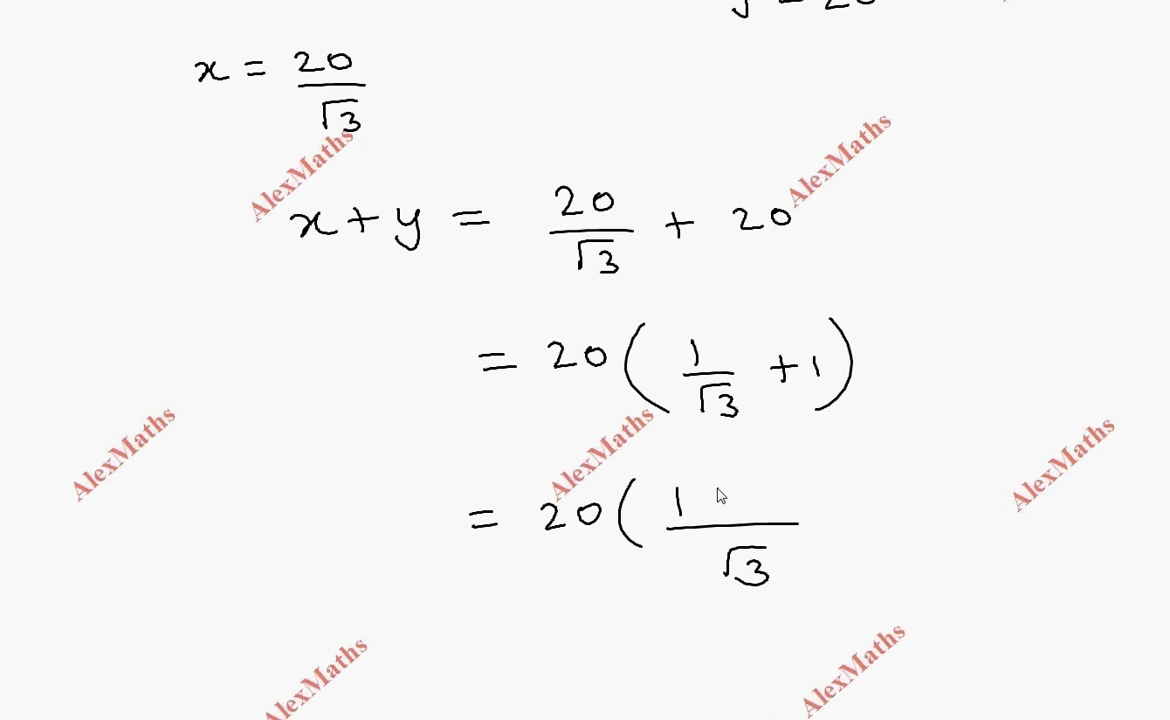 x = 20/√3
x + y = 20/√3 + 20
= 20 ( 1/√3 + 1 )
= 20 ( 1 /√3
AlexMaths
AlexMaths
AlexMaths
AlexMaths
AlexMaths
AlexMaths
AlexMaths